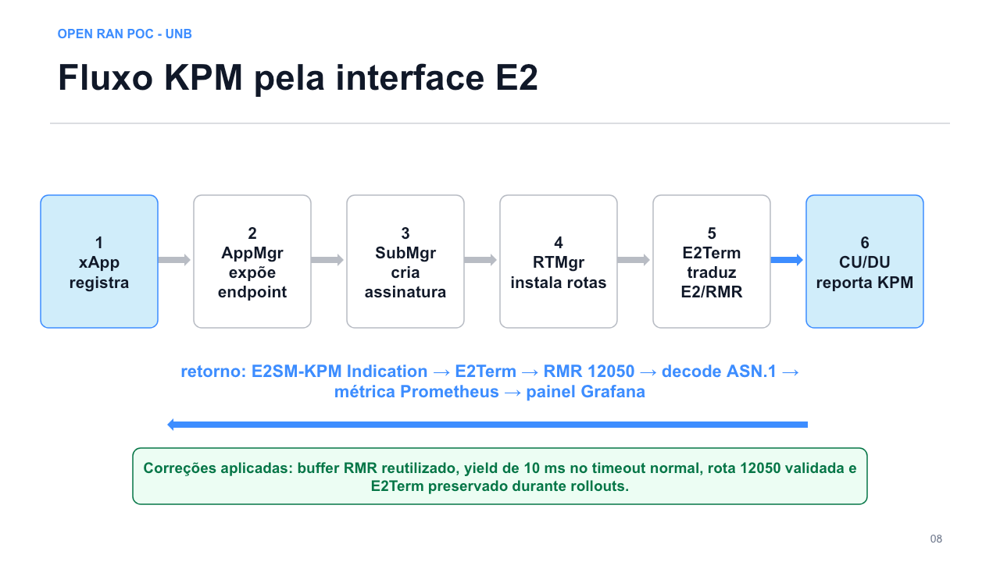 OPEN RAN POC - UNB
Fluxo KPM pela interface E2
1
xApp
registra
2
AppMgr
expõe
endpoint
3
SubMgr
cria
assinatura
4
RTMgr
instala rotas
5
E2Term
traduz
E2/RMR
6
CU/DU
reporta KPM
retorno: E2SM-KPM Indication → E2Term → RMR 12050 → decode ASN.1 →
métrica Prometheus → painel Grafana
Correções aplicadas: buffer RMR reutilizado, yield de 10 ms no timeout normal, rota 12050 validada e
E2Term preservado durante rollouts.
08